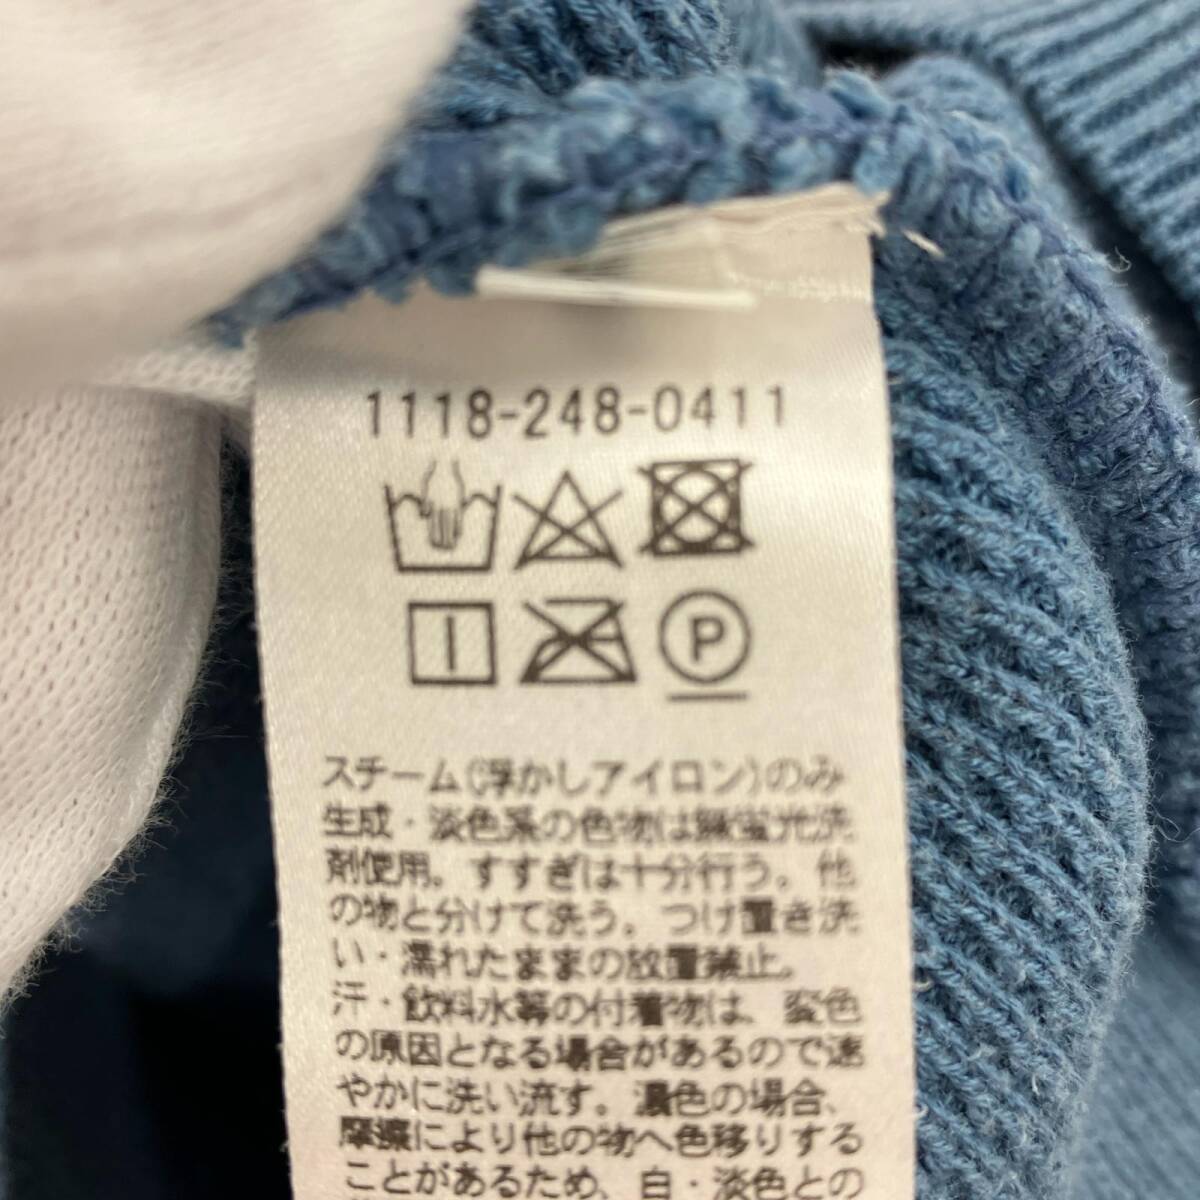 1118-248-0411
P
スチーム(浮かしアイロン)のみ
生成・淡色系の色物は無蛍光洗
剤使用。すすぎは十分行う。他
の物と分けて洗う。つけ置き洗
い・濡れたままの放置禁止。
汗・飲料水等の付着物は、変色
の原因となる場合があるので速
やかに洗い流す。濃色の場合、
摩擦により他の物へ色移りする
ことがあるため、白・淡色との